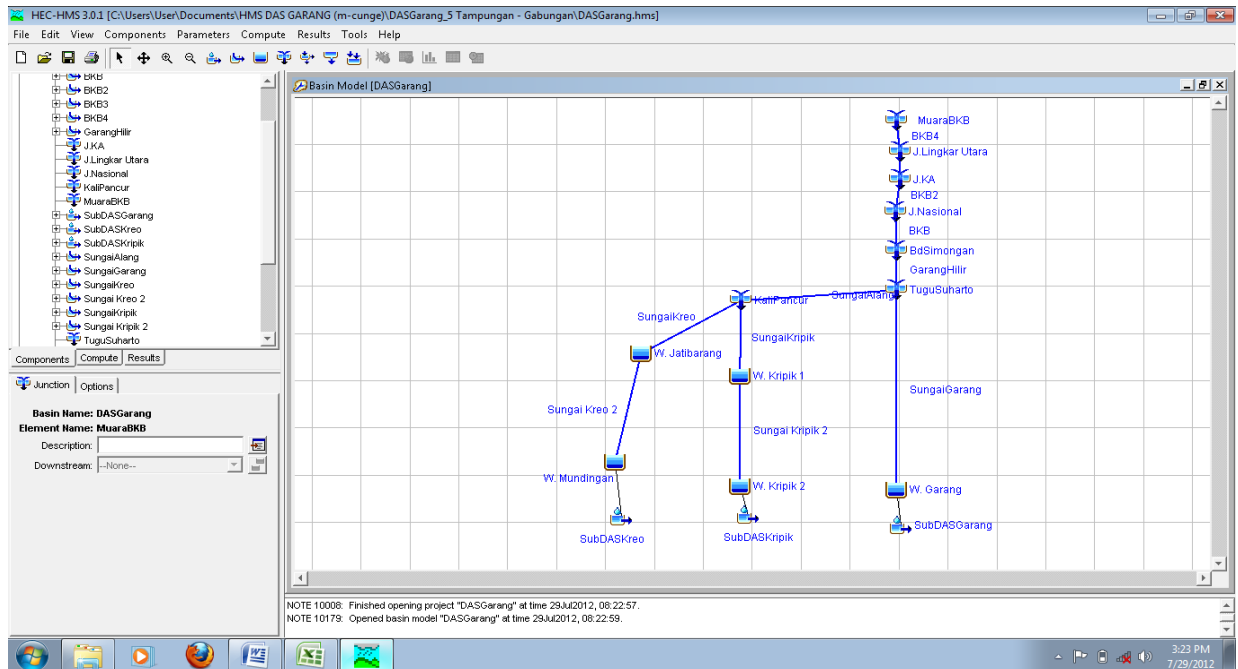 HEC-HMS 3.0.1 [C:\Users\User\Documents\HMS DAS GARANG (m-cunge)\DASGarang_5 Tampungan - Gabungan\DASGarang.hms]
File Edit View Components Parameters Compute Results Tools Help
BKB
BKB2
BKB3
BKB4
GarangHilir
J.KA
J.Lingkar Utara
J.Nasional
KaliPancur
MuaraBKB
SubDASGarang
SubDASKreo
SubDASKripik
SungaiAlang
SungaiGarang
SungaiKreo
Sungai Kreo 2
SungaiKripik
Sungai Kripik 2
TuguSuharto
Components Compute Results
Junction Options
Basin Name: DASGarang
Element Name: MuaraBKB
Description:
Downstream: --None--
Basin Model [DASGarang]
MuaraBKB
BKB4
J.Lingkar Utara
J.KA
BKB2
J.Nasional
BKB
BdSimongan
GarangHilir
TuguSuharto
SungaiAlang
KaliPancur
SungaiKreo
SungaiKripik
W. Jatibarang
W. Kripik 1
SungaiGarang
Sungai Kreo 2
Sungai Kripik 2
W. Mundingan
W. Kripik 2
W. Garang
SubDASGarang
SubDASKreo
SubDASKripik
NOTE 10008: Finished opening project "DASGarang" at time 29Jul2012, 08:22:57.
NOTE 10179: Opened basin model "DASGarang" at time 29Jul2012, 08:22:59.
3:23 PM
7/29/2012